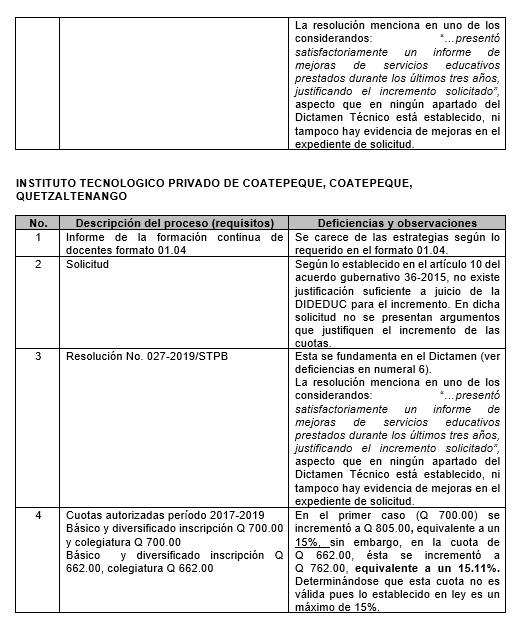 La resolución menciona en uno de los
considerandos: "…presentó
satisfactoriamente un informe de
mejoras de servicios educativos
prestados durante los últimos tres años,
justificando el incremento solicitado",
aspecto que en ningún apartado del
Dictamen Técnico está establecido, ni
tampoco hay evidencia de mejoras en el
expediente de solicitud.
INSTITUTO TECNOLOGICO PRIVADO DE COATEPEQUE, COATEPEQUE,
QUETZALTENANGO
No. Descripción del proceso (requisitos) Deficiencias y observaciones
1 Informe de la formación continua de
docentes formato 01.04
Se carece de las estrategias según lo
requerido en el formato 01.04.
2 Solicitud
Según lo establecido en el artículo 10 del
acuerdo gubernativo 36-2015, no existe
justificación suficiente a juicio de la
DIDEDUC para el incremento. En dicha
solicitud no se presentan argumentos
que justifiquen el incremento de las
cuotas.
3 Resolución No. 027-2019/STPB
Esta se fundamenta en el Dictamen (ver
deficiencias en numeral 6).
La resolución menciona en uno de los
considerandos: "…presentó
satisfactoriamente un informe de
mejoras de servicios educativos
prestados durante los últimos tres años,
justificando el incremento solicitado",
aspecto que en ningún apartado del
Dictamen Técnico está establecido, ni
tampoco hay evidencia de mejoras en el
expediente de solicitud.
4 Cuotas autorizadas período 2017-2019
Básico y diversificado inscripción Q 700.00
y colegiatura Q 700.00
Básico y diversificado inscripción Q
662.00, colegiatura Q 662.00
En el primer caso (Q 700.00) se
incrementó a Q 805.00, equivalente a un
15%, sin embargo, en la cuota de
Q 662.00, ésta se incrementó a
Q 762.00, equivalente a un 15.11%.
Determinándose que esta cuota no es
válida pues lo establecido en ley es un
máximo de 15%.